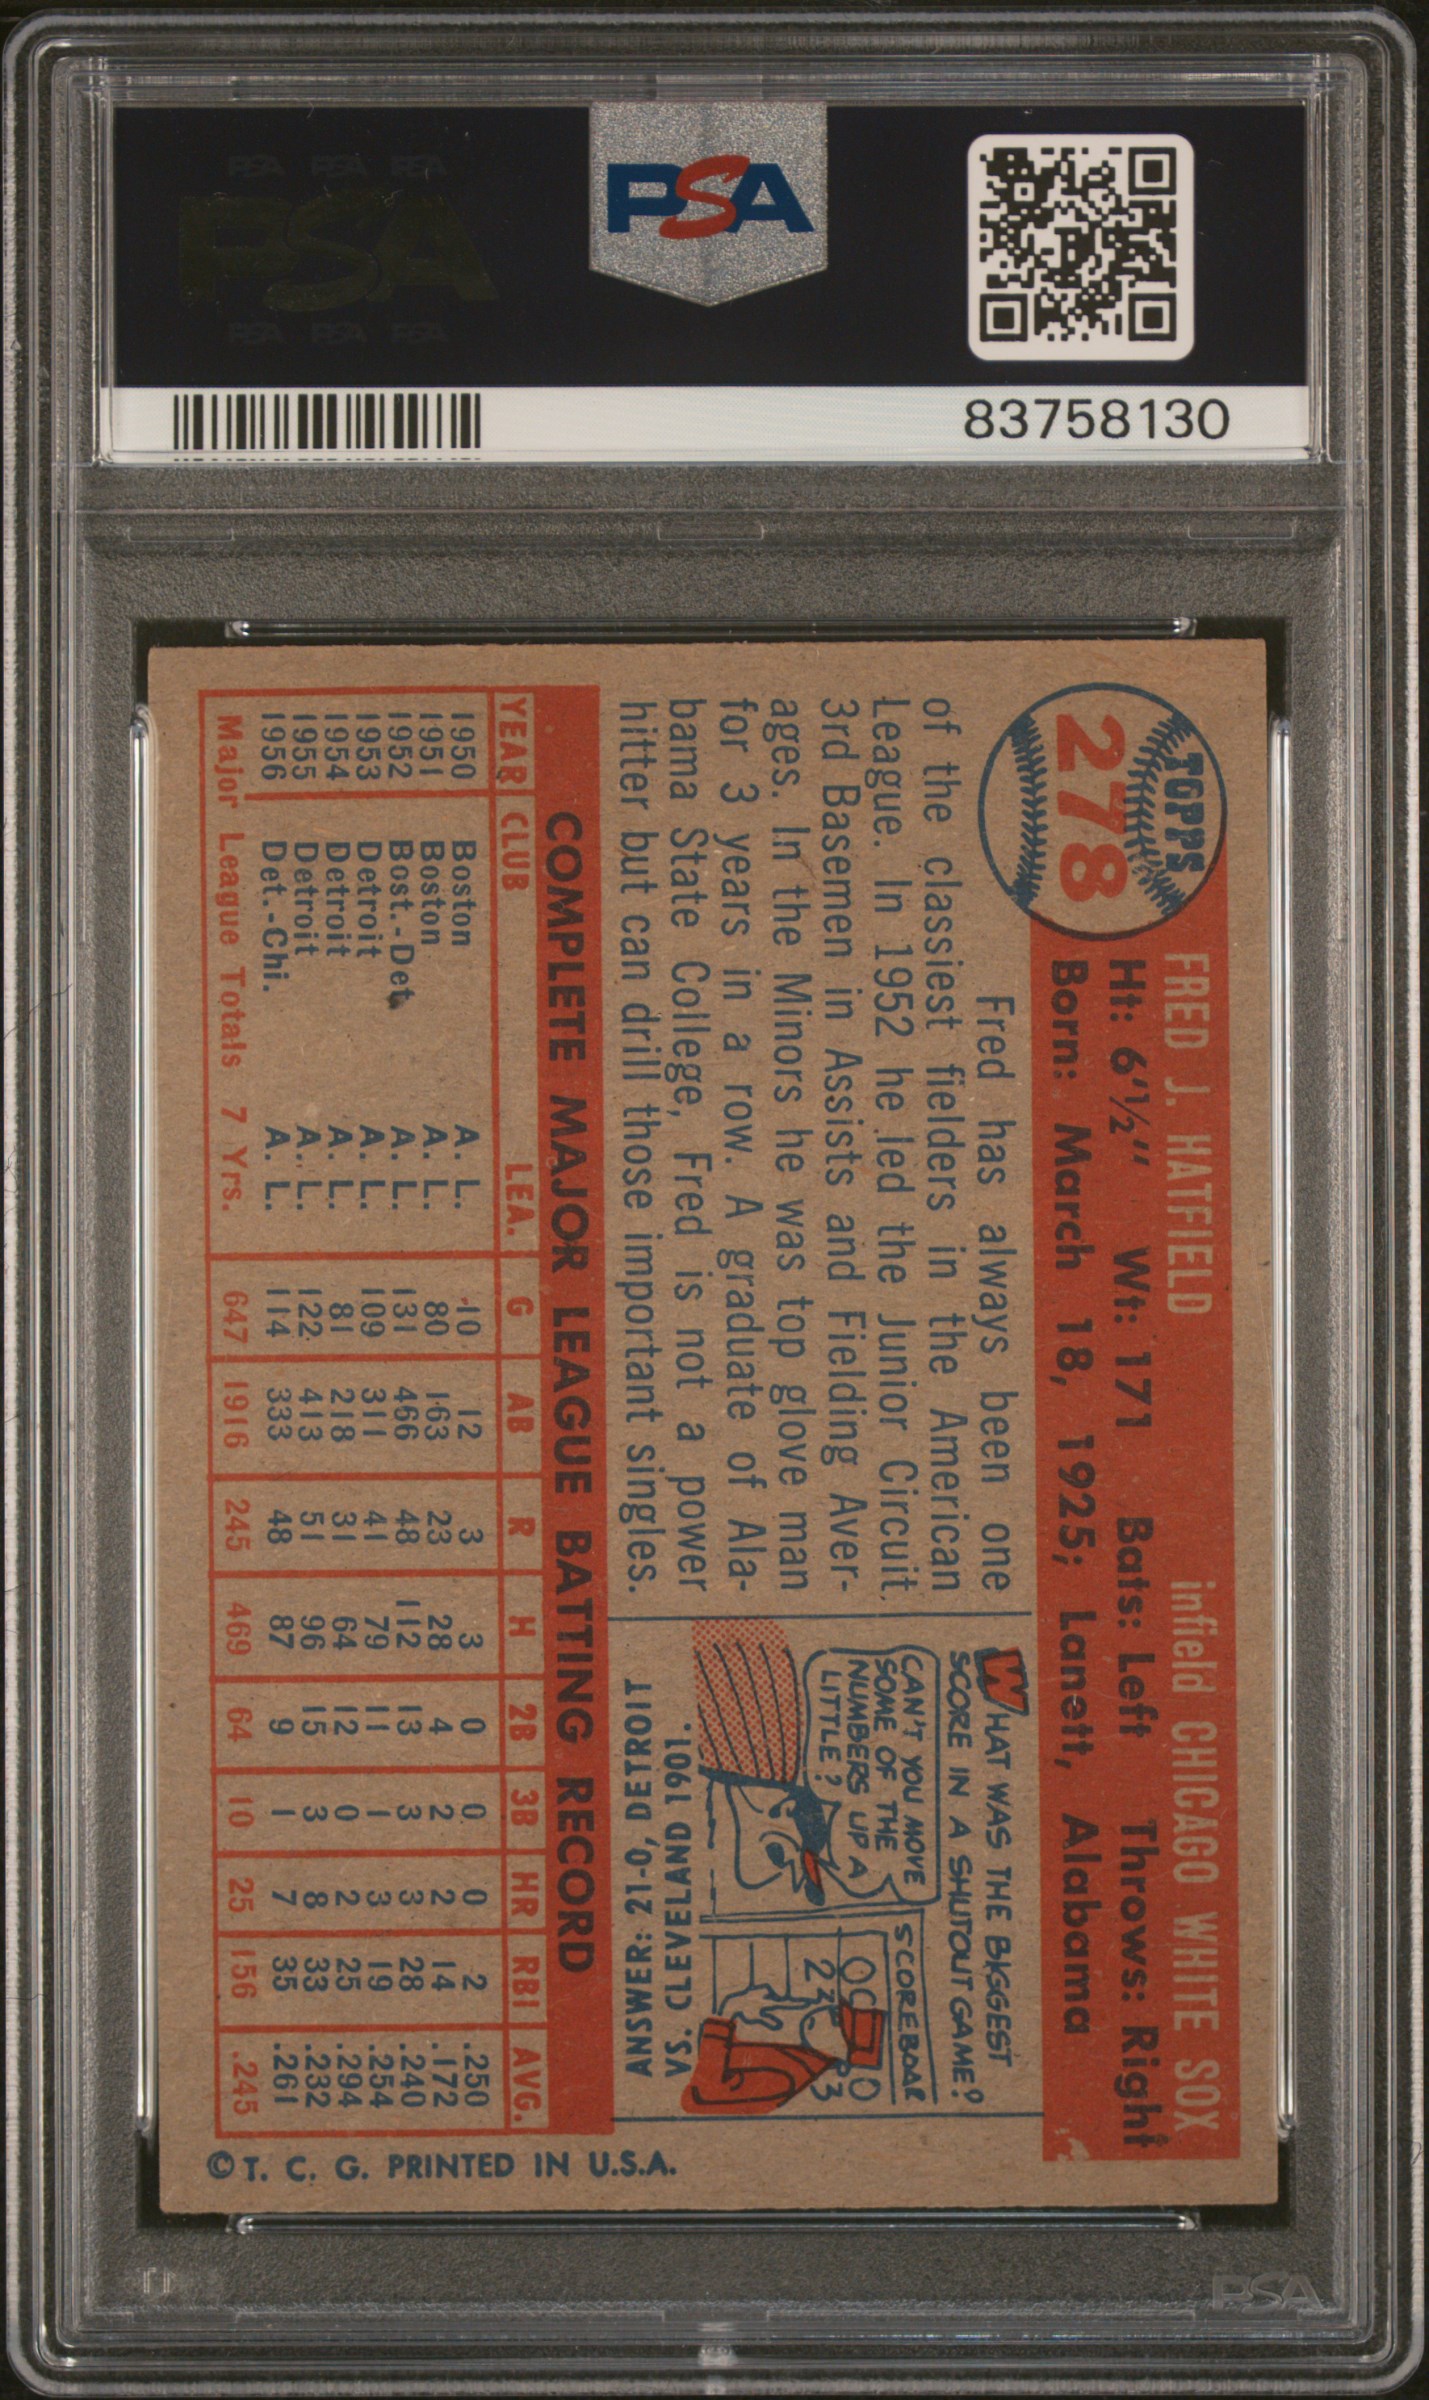 PSA PSA PSA
PSA
PSA PSA PSA
PSA
83758130
TOPPS
278
FRED J. HATFIELD infield CHICAGO WHITE SOX
Ht: 6'½" Wt: 171 Bats: Left Throws: Right
Born: March 18, 1925; Lanett, Alabama
Fred has always been one
of the classiest fielders in the American
League. In 1952 he led the Junior Circuit
3rd Basemen in Assists and Fielding Aver-
ages. In the Minors he was top glove man
for 3 years in a row. A graduate of Ala-
bama State College, Fred is not a power
hitter but can drill those important singles.
WHAT WAS THE BIGGEST
SCORE IN A SHUTOUT GAME?
CAN'T YOU MOVE
SOME OF THE
NUMBERS UP A
LITTLE?
SCOREBOAR
ANSWER: 21-0, DETROIT
VS. CLEVELAND 1901.
COMPLETE MAJOR LEAGUE BATTING RECORD
YEAR CLUB LEA. G AB R H 2B 3B HR RBI AVG.
1950 Boston A. L. 10 12 3 3 0 0 0 2 .250
1951 Boston A. L. 80 163 23 28 4 2 2 14 .172
1952 Bost.-Det. A. L. 131 466 48 112 13 3 3 28 .240
1953 Detroit A. L. 109 311 41 79 11 1 3 19 .254
1954 Detroit A. L. 81 218 31 64 12 0 2 25 .294
1955 Detroit A. L. 122 413 51 96 15 3 8 33 .232
1956 Det.-Chi. A. L. 114 333 48 87 9 1 7 35 .261
Major League Totals 7 Yrs. 647 1916 245 469 64 10 25 156 .245
© T. C. G. PRINTED IN U.S.A.
PSA